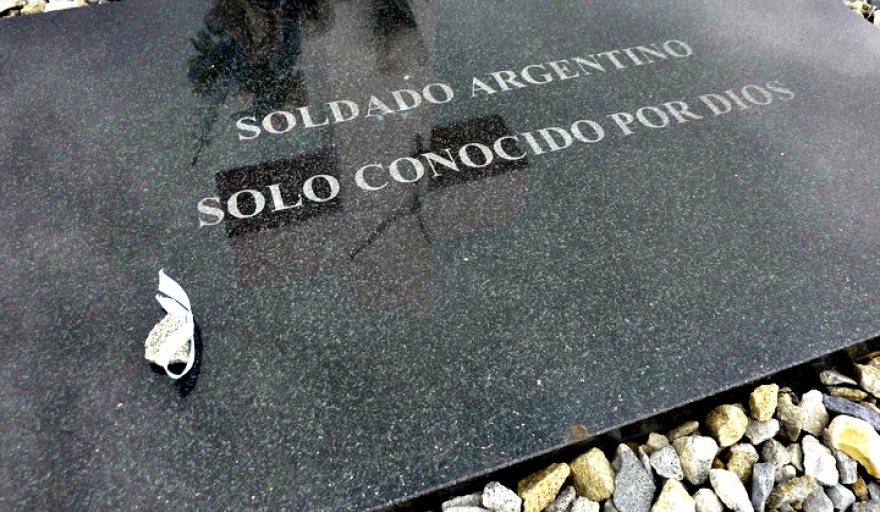 SOLDADO ARGENTINO
SOLO CONOCIDO POR DIOS